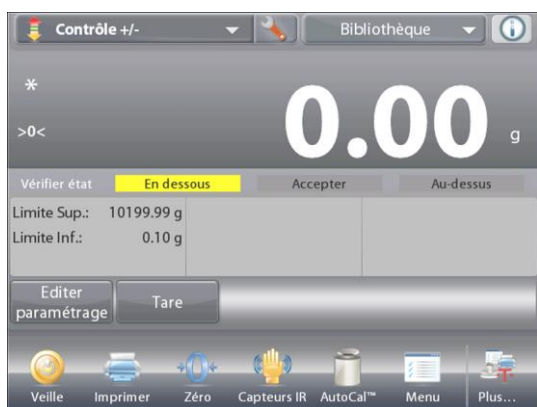 Contrôle +/-
Bibliothèque
*
>0<
0.00 g
Vérifier état En dessous Accepter Au-dessus
Limite Sup.: 10199.99 g
Limite Inf.: 0.10 g
Editer paramétrage
Tare
Veille Imprimer Zéro Capteurs IR AutoCal™ Menu Plus...